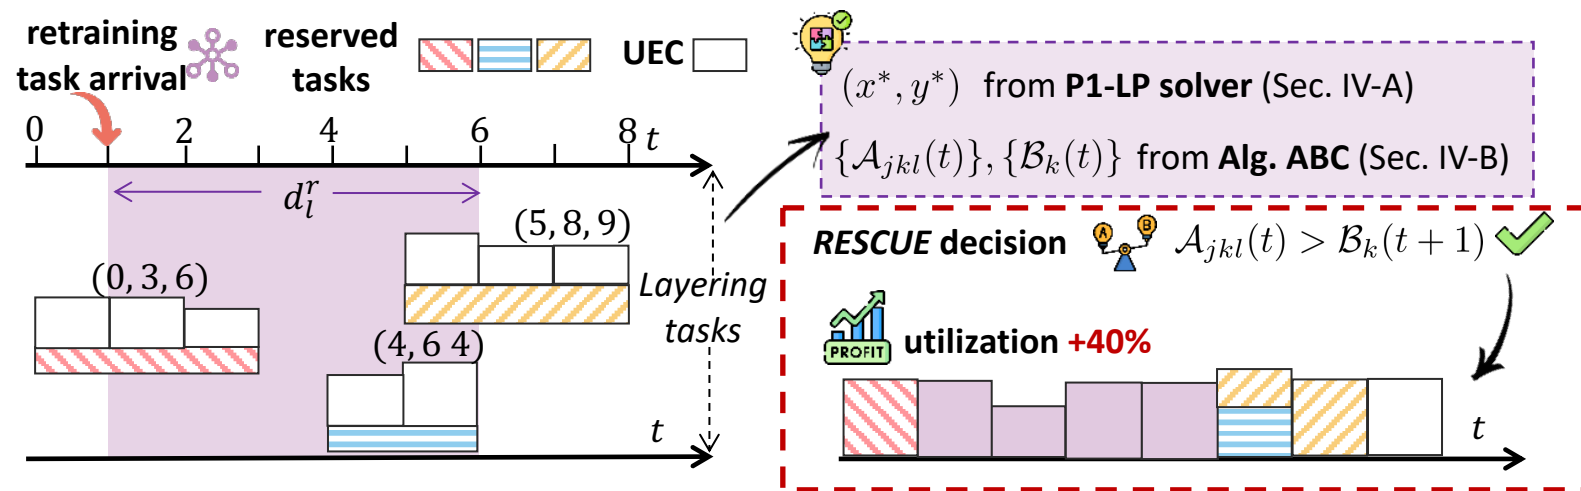 retraining
task arrival
reserved
tasks
UEC
0 2 4 6 8 t
d_l^r
(5, 8, 9)
(0, 3, 6)
(4, 6 4)
Layering
tasks
t
(x*, y*) from P1-LP solver (Sec. IV-A)
{𝒜_jkl(t)}, {ℬ_k(t)} from Alg. ABC (Sec. IV-B)
RESCUE decision A B 𝒜_jkl(t) > ℬ_k(t + 1)
PROFIT utilization +40%
t